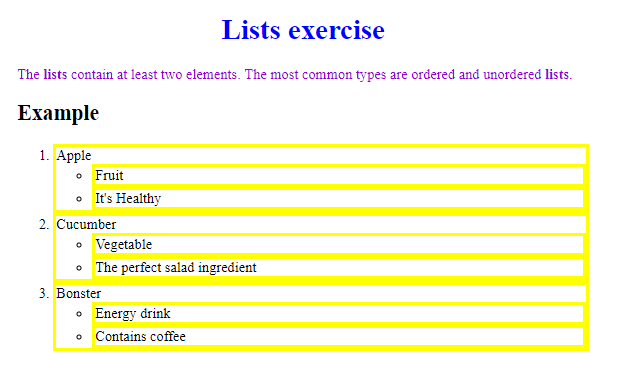 Lists exercise
The lists contain at least two elements. The most common types are ordered and unordered lists.
Example
1. Apple
Fruit
It's Healthy
2. Cucumber
Vegetable
The perfect salad ingredient
3. Bonster
Energy drink
Contains coffee